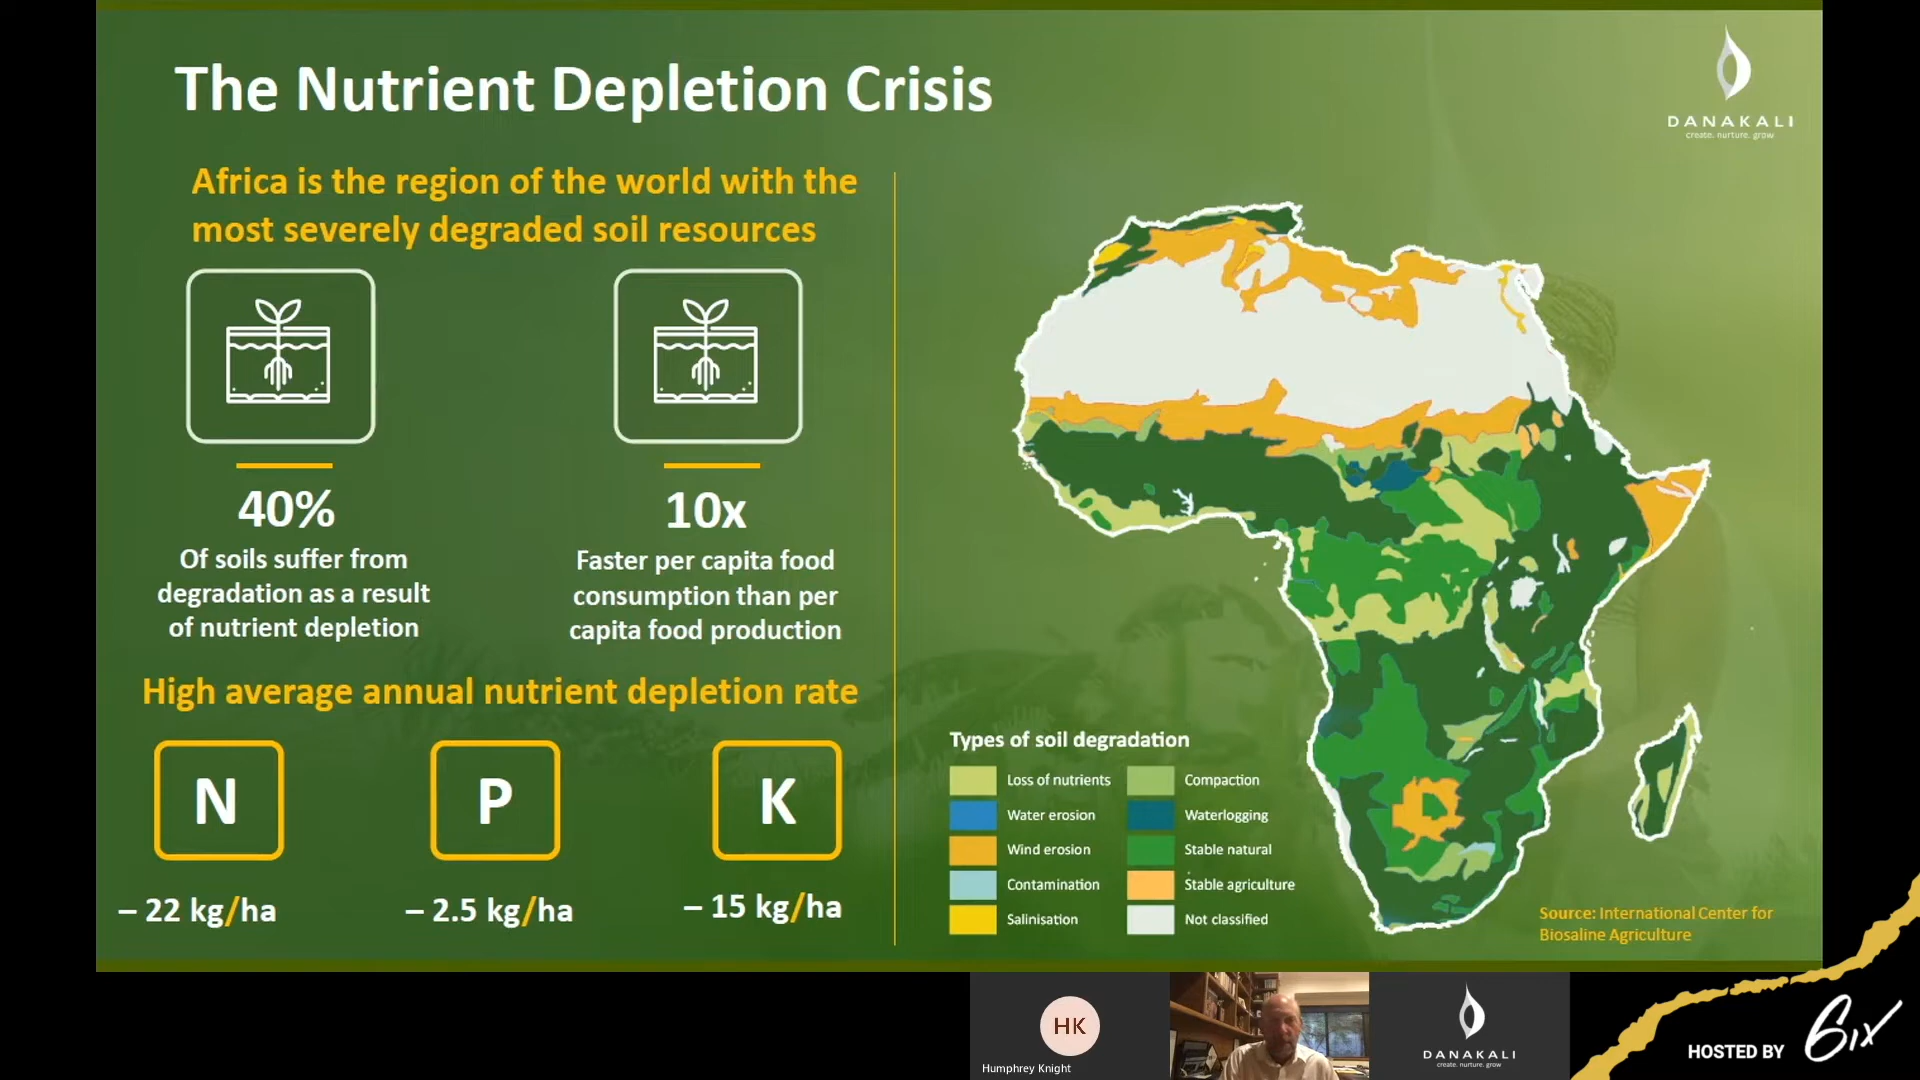 The Nutrient Depletion Crisis
DANAKALI
create. nurture. grow
Africa is the region of the world with the
most severely degraded soil resources
40%
Of soils suffer from
degradation as a result
of nutrient depletion
10x
Faster per capita food
consumption than per
capita food production
High average annual nutrient depletion rate
N
P
K
– 22 kg/ha
– 2.5 kg/ha
– 15 kg/ha
Types of soil degradation
Loss of nutrients
Compaction
Water erosion
Waterlogging
Wind erosion
Stable natural
Contamination
Stable agriculture
Salinisation
Not classified
Source: International Center for
Biosaline Agriculture
HK
Humphrey Knight
DANAKALI
create. nurture. grow
HOSTED BY 6ix